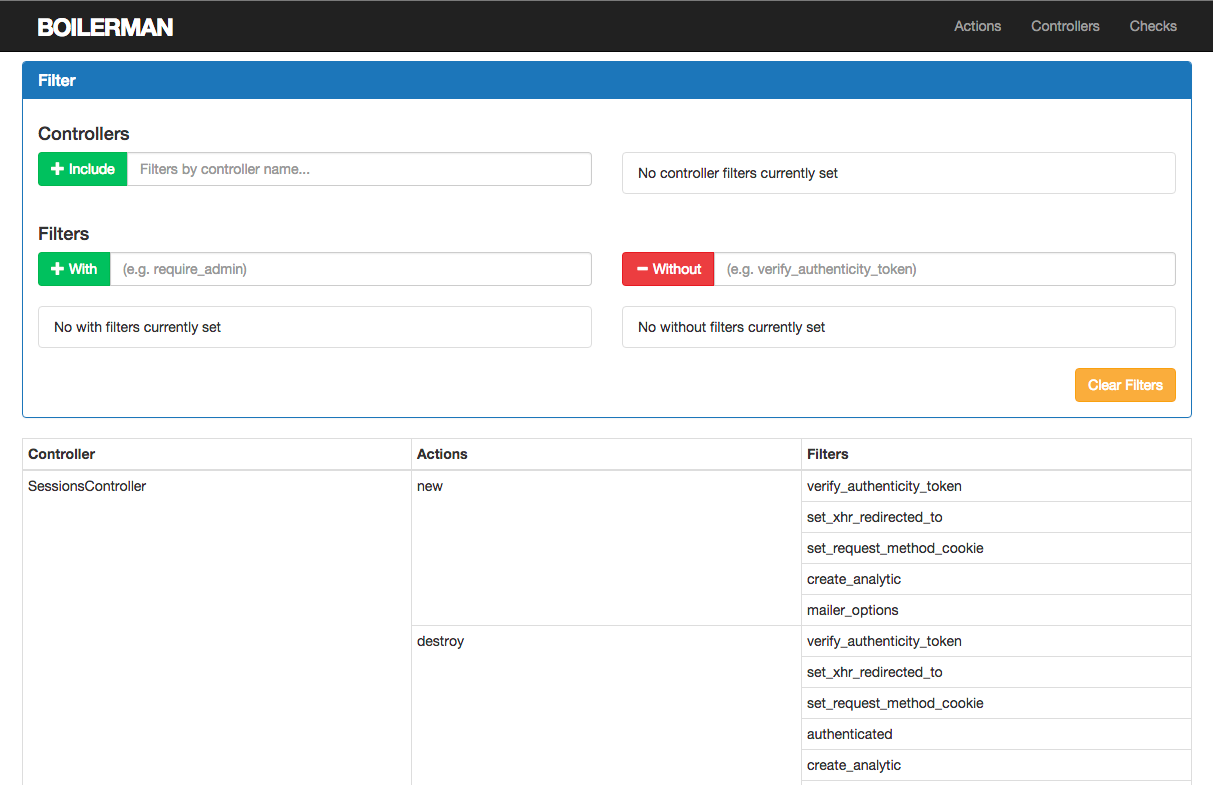 BOILERMAN
Actions Controllers Checks
Filter
Controllers
Include Filters by controller name...
No controller filters currently set
Filters
With (e.g. require_admin)
Without (e.g. verify_authenticity_token)
No with filters currently set
No without filters currently set
Clear Filters
Controller Actions Filters
SessionsController new verify_authenticity_token
set_xhr_redirected_to
set_request_method_cookie
create_analytic
mailer_options
destroy verify_authenticity_token
set_xhr_redirected_to
set_request_method_cookie
authenticated
create_analytic